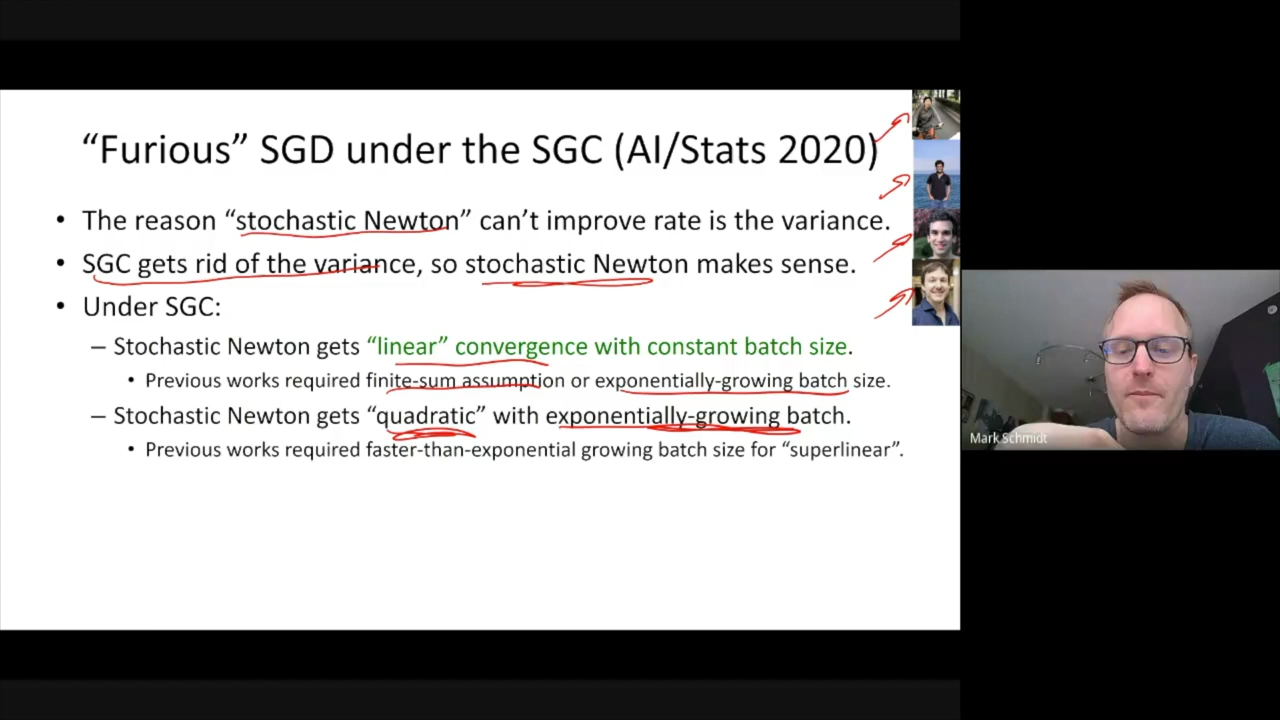 “Furious” SGD under the SGC (AI/Stats 2020)
• The reason “stochastic Newton” can’t improve rate is the variance.
• SGC gets rid of the variance, so stochastic Newton makes sense.
• Under SGC:
– Stochastic Newton gets “linear” convergence with constant batch size.
• Previous works required finite-sum assumption or exponentially-growing batch size.
– Stochastic Newton gets “quadratic” with exponentially-growing batch.
• Previous works required faster-than-exponential growing batch size for “superlinear”.
Mark Schmidt